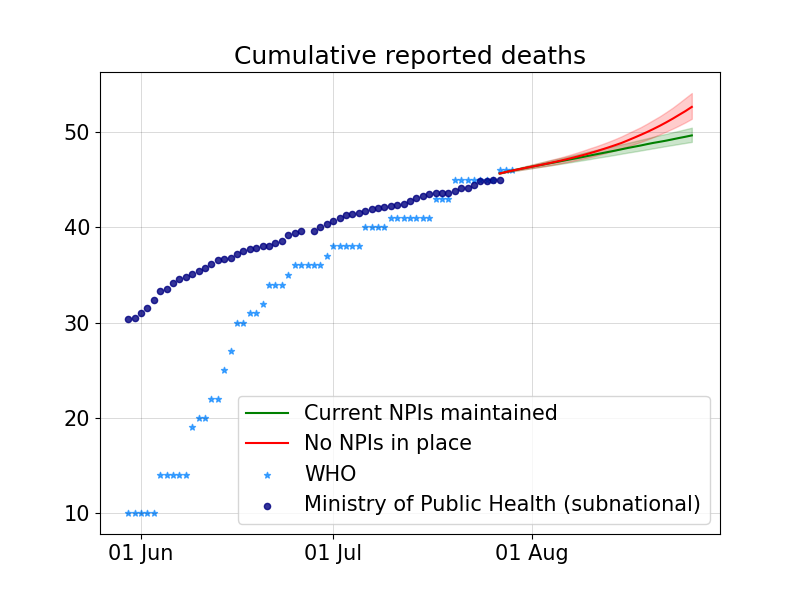 Cumulative reported deaths
50
40
30
20
10
Current NPIs maintained
No NPIs in place
WHO
Ministry of Public Health (subnational)
01 Jun
01 Jul
01 Aug